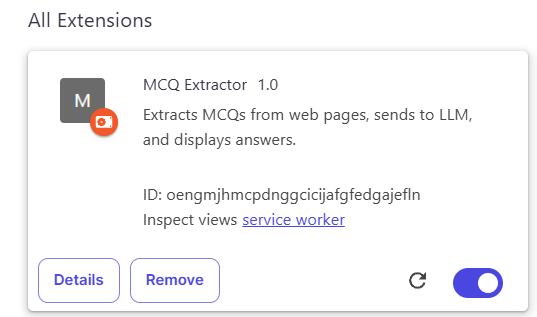 All Extensions
M
MCQ Extractor 1.0
Extracts MCQs from web pages, sends to LLM,
and displays answers.
ID: oengmjhmcpdnggcicijafgfedgajefln
Inspect views service worker
Details Remove